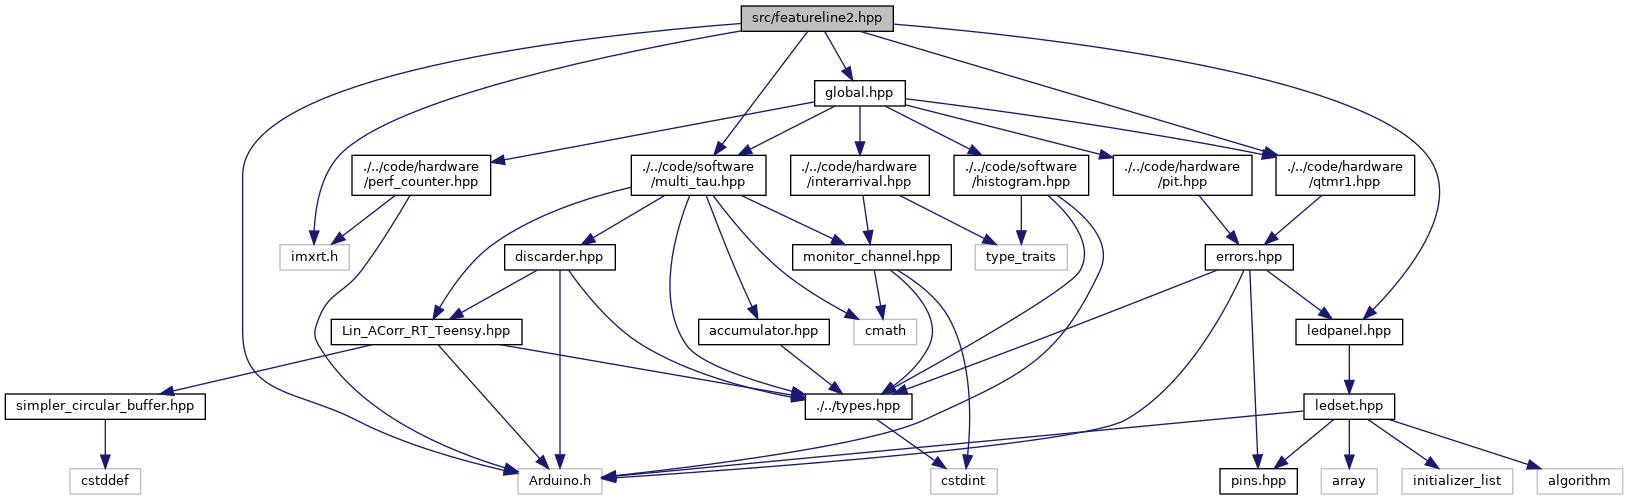 src/featureline2.hpp
global.hpp
./../code/hardware
/perf_counter.hpp
./../code/software
/multi_tau.hpp
./../code/hardware
/interarrival.hpp
./../code/software
/histogram.hpp
./../code/hardware
/pit.hpp
./../code/hardware
/qtmr1.hpp
imxrt.h
discarder.hpp
monitor_channel.hpp
type_traits
errors.hpp
Lin_ACorr_RT_Teensy.hpp
accumulator.hpp
cmath
ledpanel.hpp
simpler_circular_buffer.hpp
./../types.hpp
ledset.hpp
cstddef
Arduino.h
cstdint
pins.hpp
array
initializer_list
algorithm